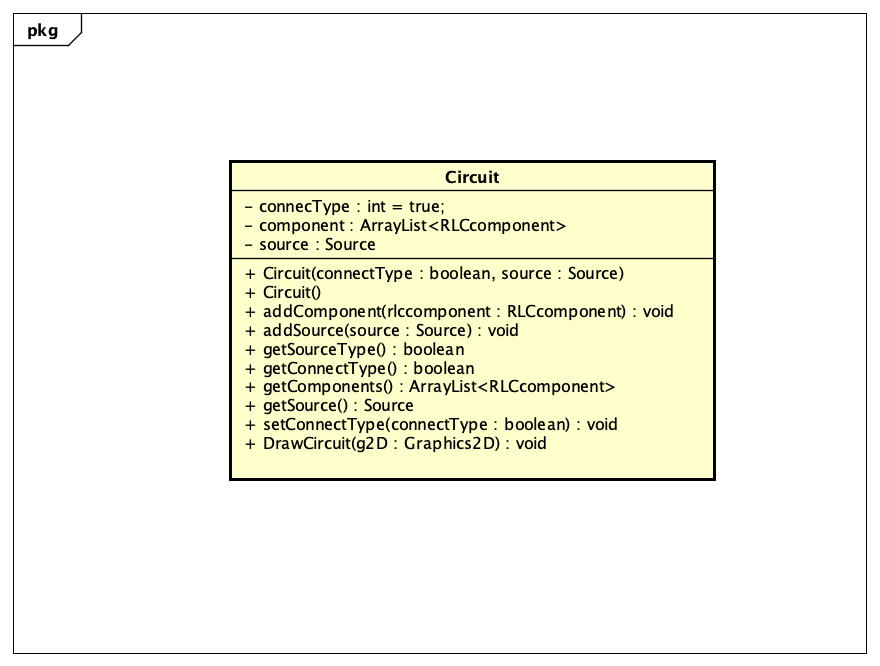 pkg
Circuit
- connecType : int = true;
- component : ArrayList<RLCcomponent>
- source : Source
+ Circuit(connectType : boolean, source : Source)
+ Circuit()
+ addComponent(rlccomponent : RLCcomponent) : void
+ addSource(source : Source) : void
+ getSourceType() : boolean
+ getConnectType() : boolean
+ getComponents() : ArrayList<RLCcomponent>
+ getSource() : Source
+ setConnectType(connectType : boolean) : void
+ DrawCircuit(g2D : Graphics2D) : void